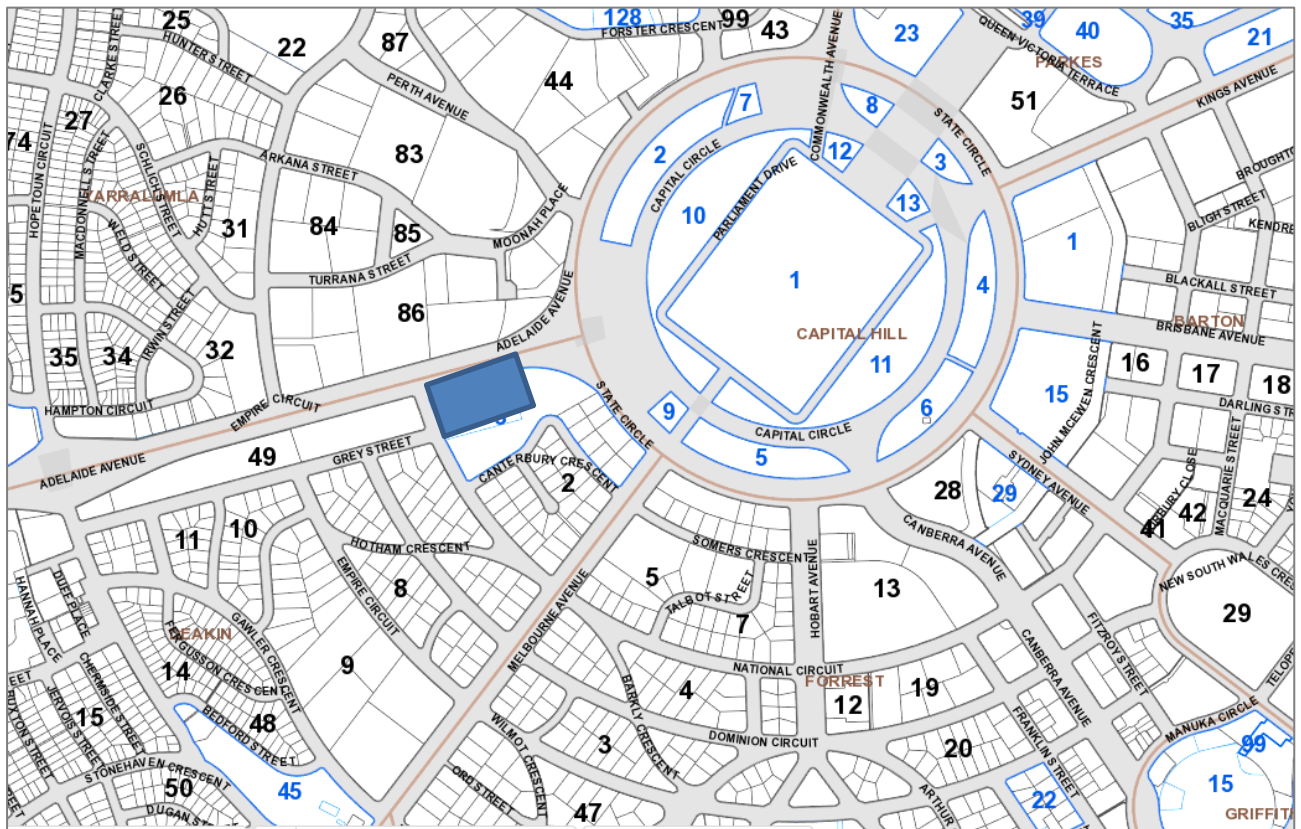 25
22
87
128
FORSTER CRESCENT
99
43
COMMONWEALTH AVENUE
23
39
40
35
21
QUEEN VICTORIA TERRACE
PARKES
KINGS AVENUE
CLARKE STREET
HUNTER STREET
26
PERTH AVENUE
44
7
8
51
STATE CIRCLE
27
74
HOPETOUN CIRCUIT
MACDONNELL STREET
SCHLICH STREET
ARKANA STREET
83
2
CAPITAL CIRCLE
12
3
YARRALUMLA
HUTT STREET
31
WELD STREET
84
85
MOONAH PLACE
10
PARLIAMENT DRIVE
13
BLIGH STREET
1
TURRANA STREET
86
ADELAIDE AVENUE
1
4
BLACKALL STREET
BARTON
BRISBANE AVENUE
CAPITAL HILL
35
34
IRWIN STREET
32
11
JOHN MCEWEN CRESCENT
16
17
18
15
HAMPTON CIRCUIT
EMPIRE CIRCUIT
STATE CIRCLE
9
6
CAPITAL CIRCLE
5
ADELAIDE AVENUE
49
GREY STREET
CANTERBURY CRESCENT
2
28
29
SYDNEY AVENUE
MACQUARIE STREET
24
42
41
CANBERRA AVENUE
11
10
HOTHAM CRESCENT
SOMERS CRESCENT
NEW SOUTH WALES CRES
EMPIRE CIRCUIT
8
5
TALBOT STREET
7
HOBART AVENUE
13
29
DUFF PLACE
HANNAH PLACE
DEAKIN
GAWLER CRESCENT
FERGUSSON CRESCENT
14
9
MELBOURNE AVENUE
NATIONAL CIRCUIT
FORREST
CANBERRA AVENUE
FITZROY STREET
CHERMSIDE STREET
JERVOIS STREET
BUXTON STREET
15
BEDFORD STREET
48
BARKLY CRESCENT
4
12
19
FRANKLIN STREET
MANUKA CIRCLE
WILMOT CRESCENT
3
DOMINION CIRCUIT
20
99
STONEHAVEN CRESCENT
50
45
ORD STREET
47
ARTHUR
22
15
GRIFFIT